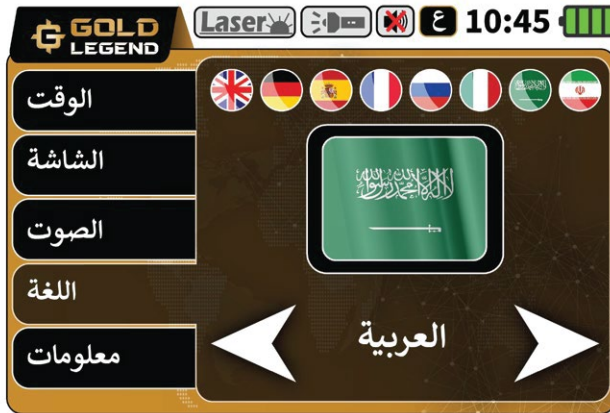 GOLD
LEGEND
Laser
ع
10:45
الوقت
الشاشة
الصوت
اللغة
معلومات
لا إله إلا الله محمد رسول الله
العربية